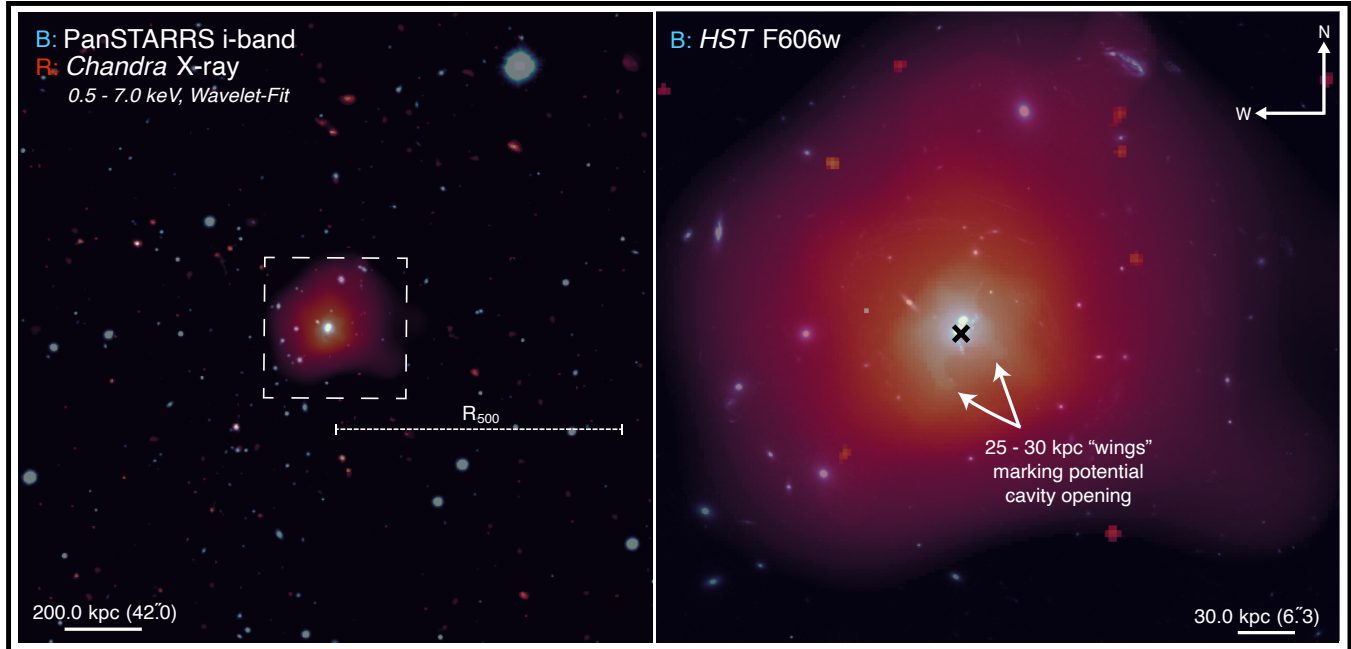 B: PanSTARRS i-band
R: Chandra X-ray
0.5 - 7.0 keV, Wavelet-Fit
R500
200.0 kpc (42″.0)
B: HST F606w
N
W
25 - 30 kpc “wings”
marking potential
cavity opening
30.0 kpc (6″.3)